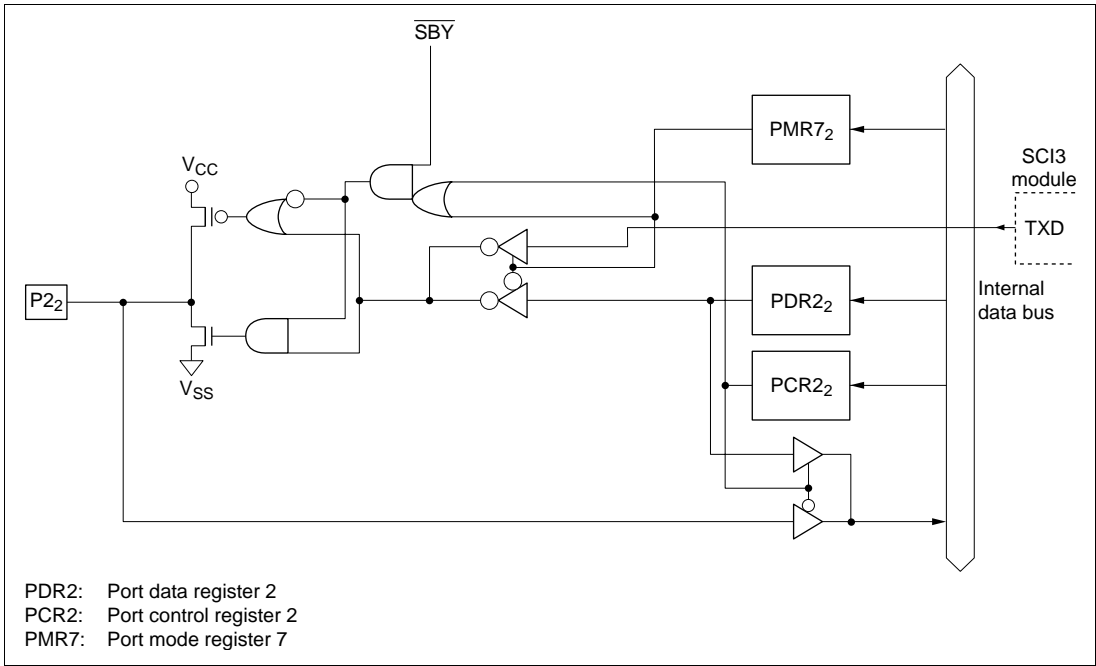 SBY
PMR7₂
V_CC
SCI3
module
TXD
P2₂
PDR2₂
Internal
data bus
PCR2₂
V_SS
PDR2: Port data register 2
PCR2: Port control register 2
PMR7: Port mode register 7